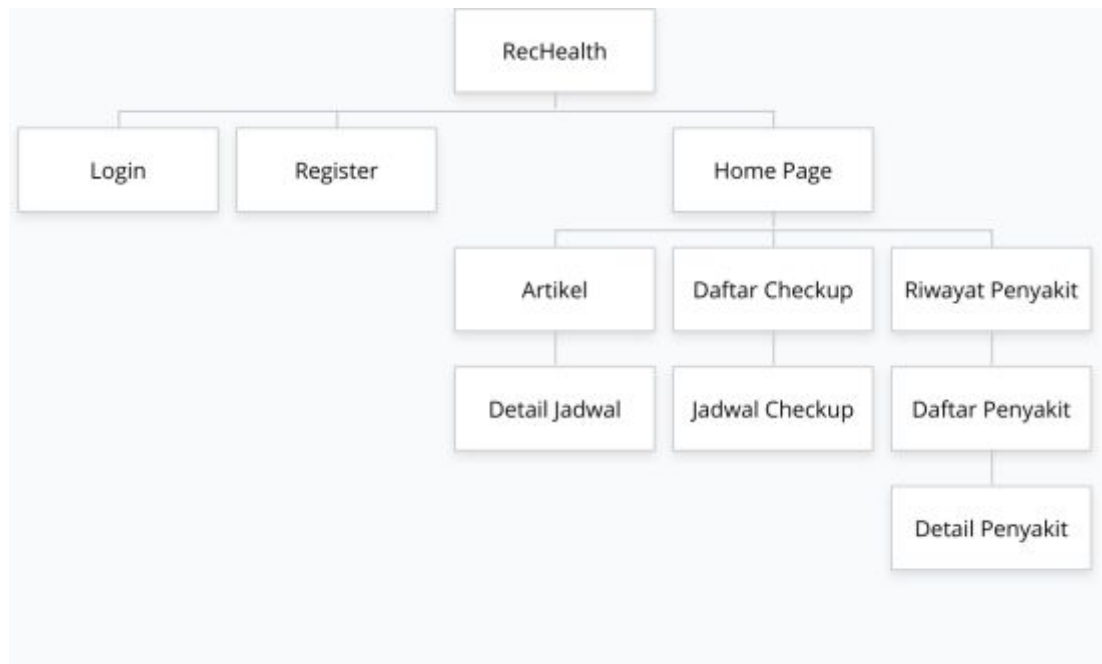 RecHealth
Login
Register
Home Page
Artikel
Daftar Checkup
Riwayat Penyakit
Detail Jadwal
Jadwal Checkup
Daftar Penyakit
Detail Penyakit